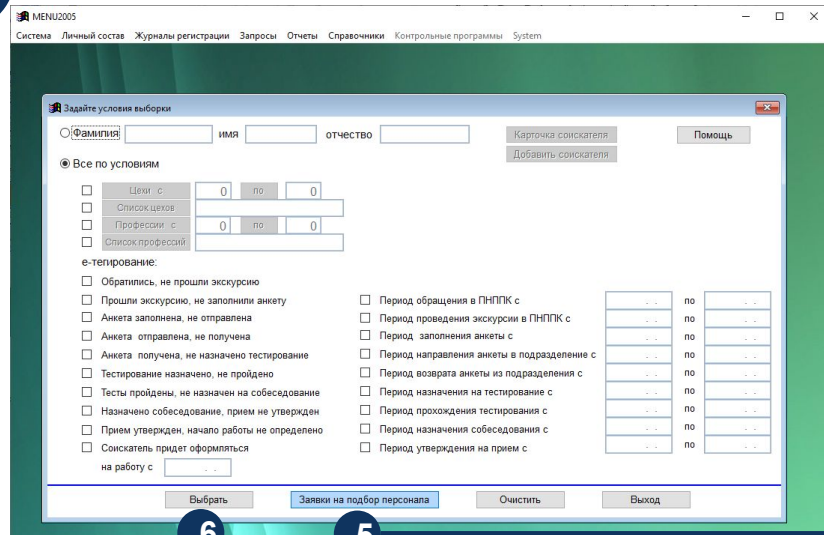 MENU2005
Система Личный состав Журналы регистрации Запросы Отчеты Справочники Контрольные программы System
Задайте условия выборки
Фамилия имя отчество Карточка соискателя Помощь
Добавить соискателя
Все по условиям
Цехи с 0 по 0
Список цехов
Профессии с 0 по 0
Список профессий
е-тегирование:
Обратились, не прошли экскурсию
Прошли экскурсию, не заполнили анкету Период обращения в ПНППК с . . по . .
Анкета заполнена, не отправлена Период проведения экскурсии в ПНППК с . . по . .
Анкета отправлена, не получена Период заполнения анкеты с . . по . .
Анкета получена, не назначено тестирование Период направления анкеты в подразделение с . . по . .
Тестирование назначено, не пройдено Период возврата анкеты из подразделения с . . по . .
Тесты пройдены, не назначен на собеседование Период назначения на тестирование с . . по . .
Назначено собеседование, прием не утвержден Период прохождения тестирования с . . по . .
Прием утвержден, начало работы не определено Период назначения собеседования с . . по . .
Соискатель придет оформляться Период утверждения на прием с . . по . .
на работу с . .
Выбрать Заявки на подбор персонала Очистить Выход
6 5